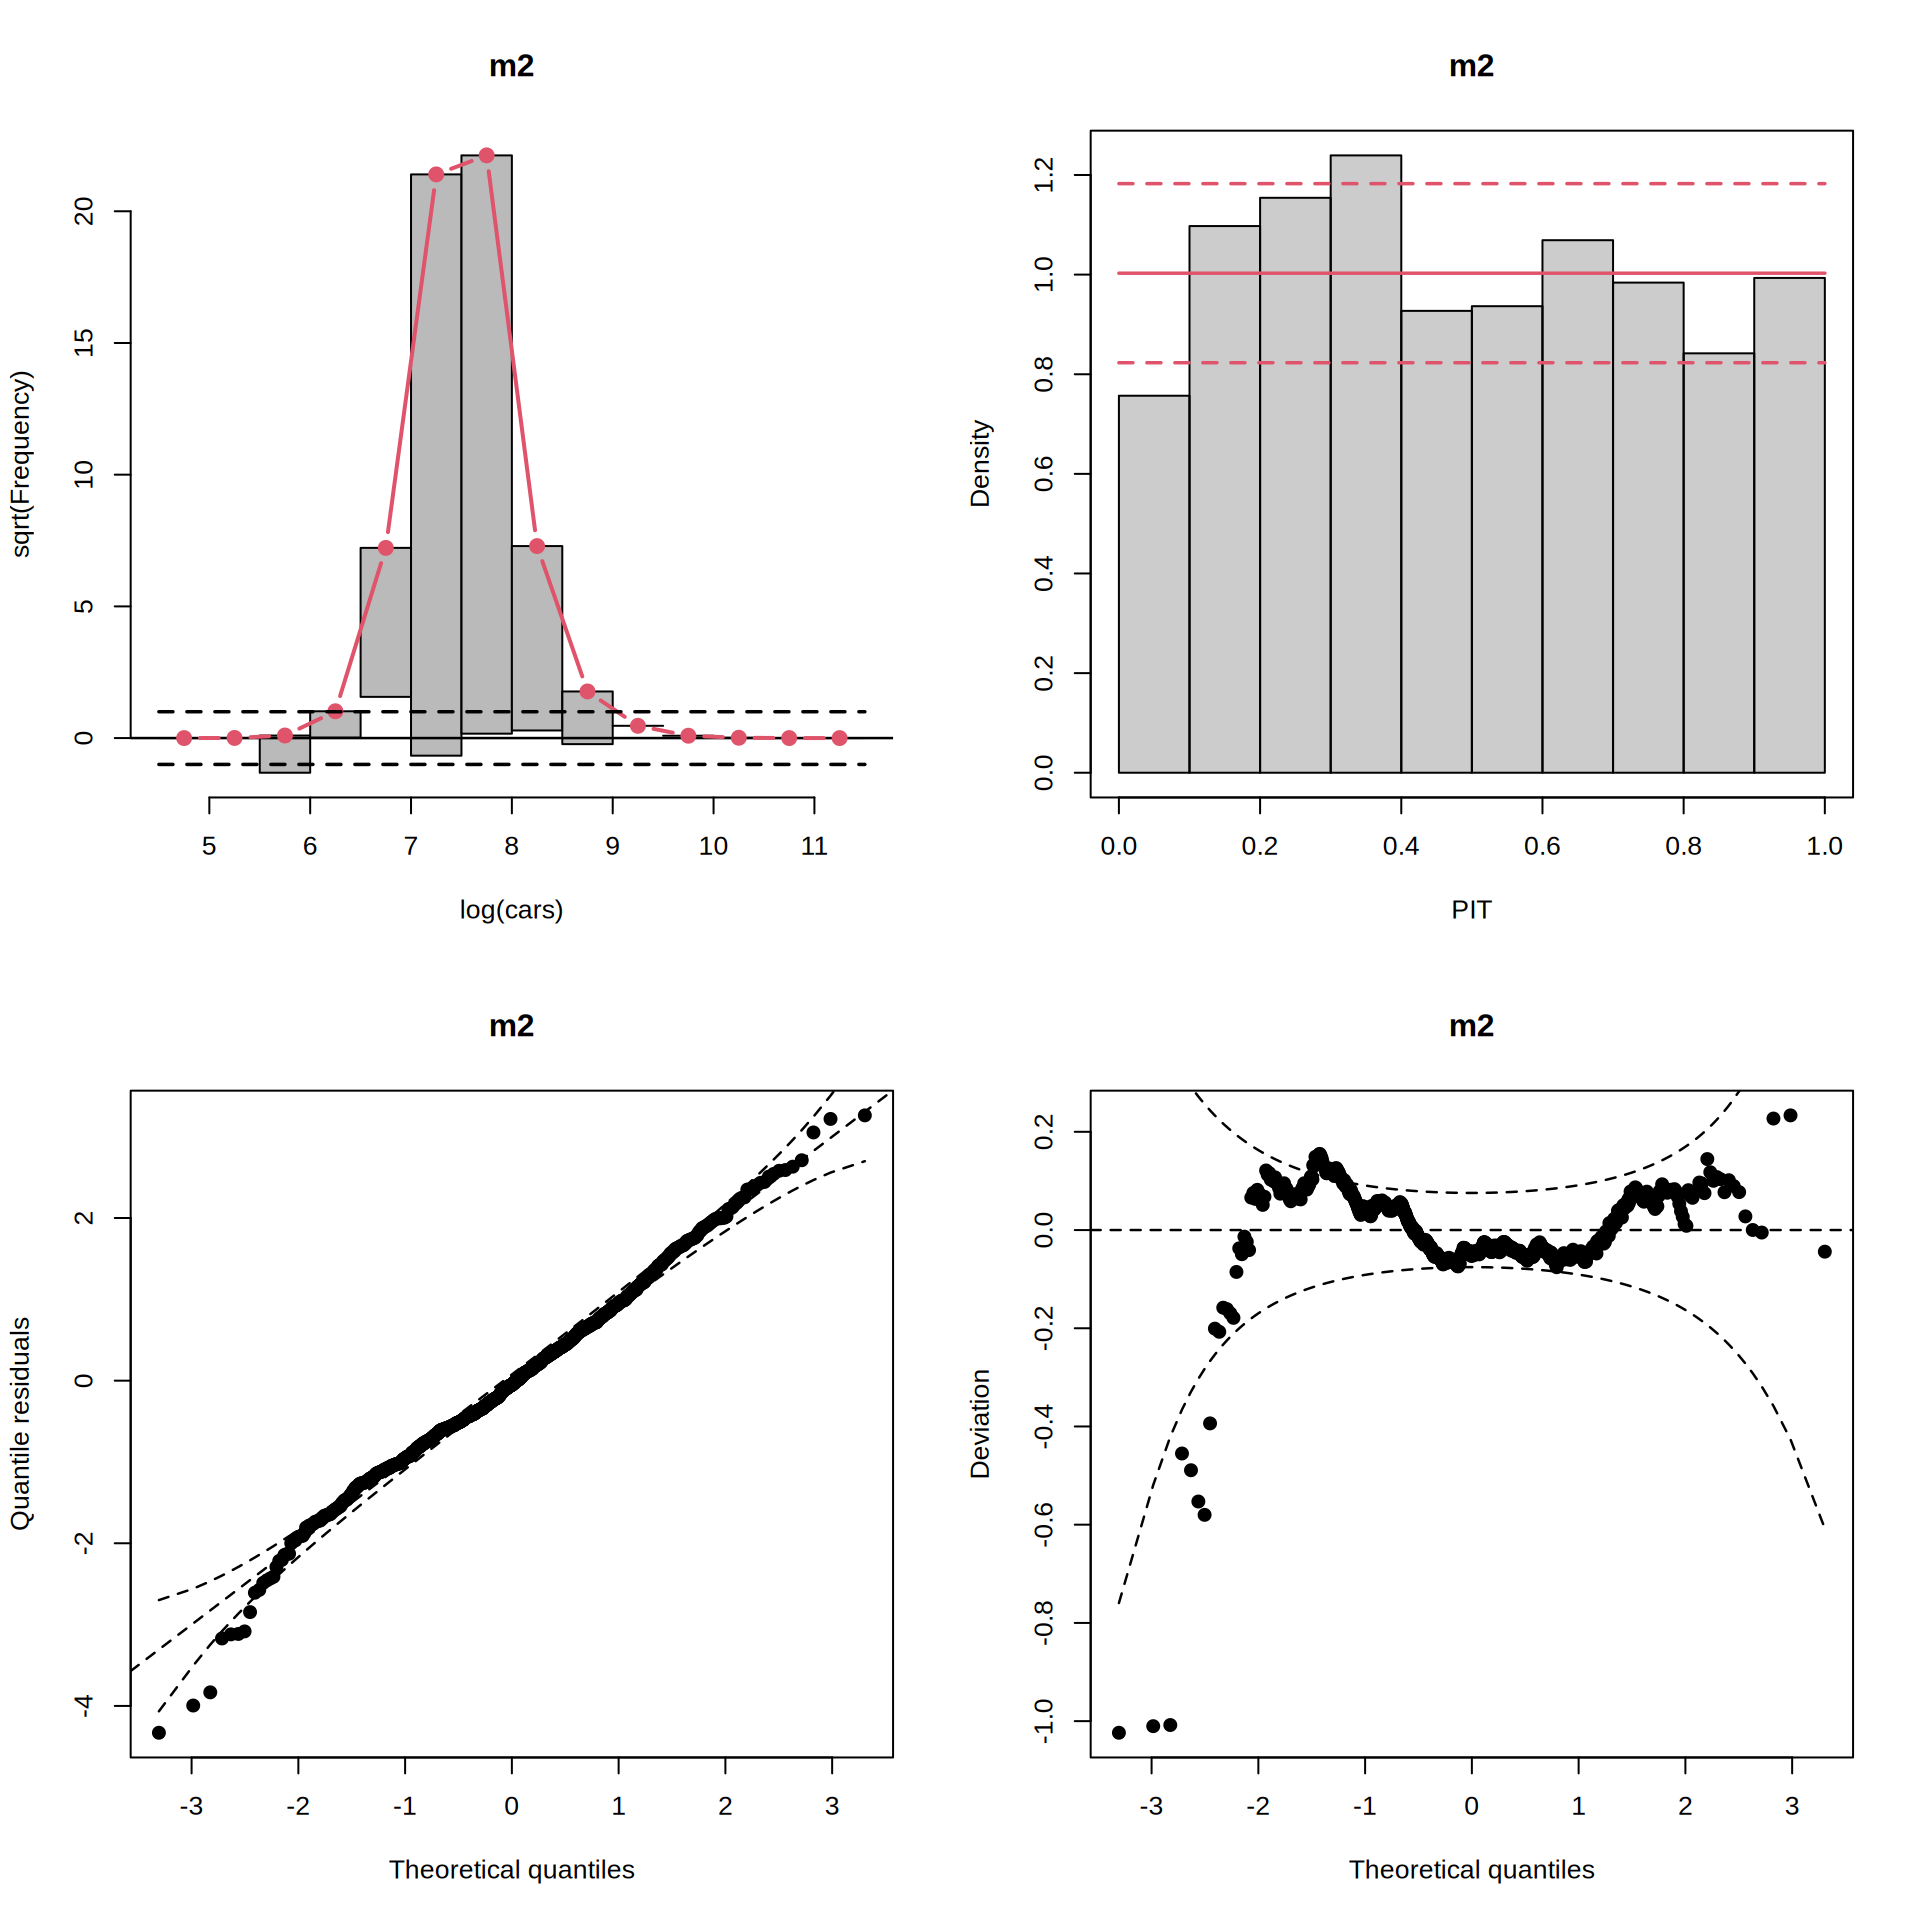 m2
sqrt(Frequency)
20
15
10
5
0
5 6 7 8 9 10 11
log(cars)
m2
Density
1.2
1.0
0.8
0.6
0.4
0.2
0.0
0.0 0.2 0.4 0.6 0.8 1.0
PIT
m2
Quantile residuals
2
0
-2
-4
-3 -2 -1 0 1 2 3
Theoretical quantiles
m2
Deviation
0.2
0.0
-0.2
-0.4
-0.6
-0.8
-1.0
-3 -2 -1 0 1 2 3
Theoretical quantiles